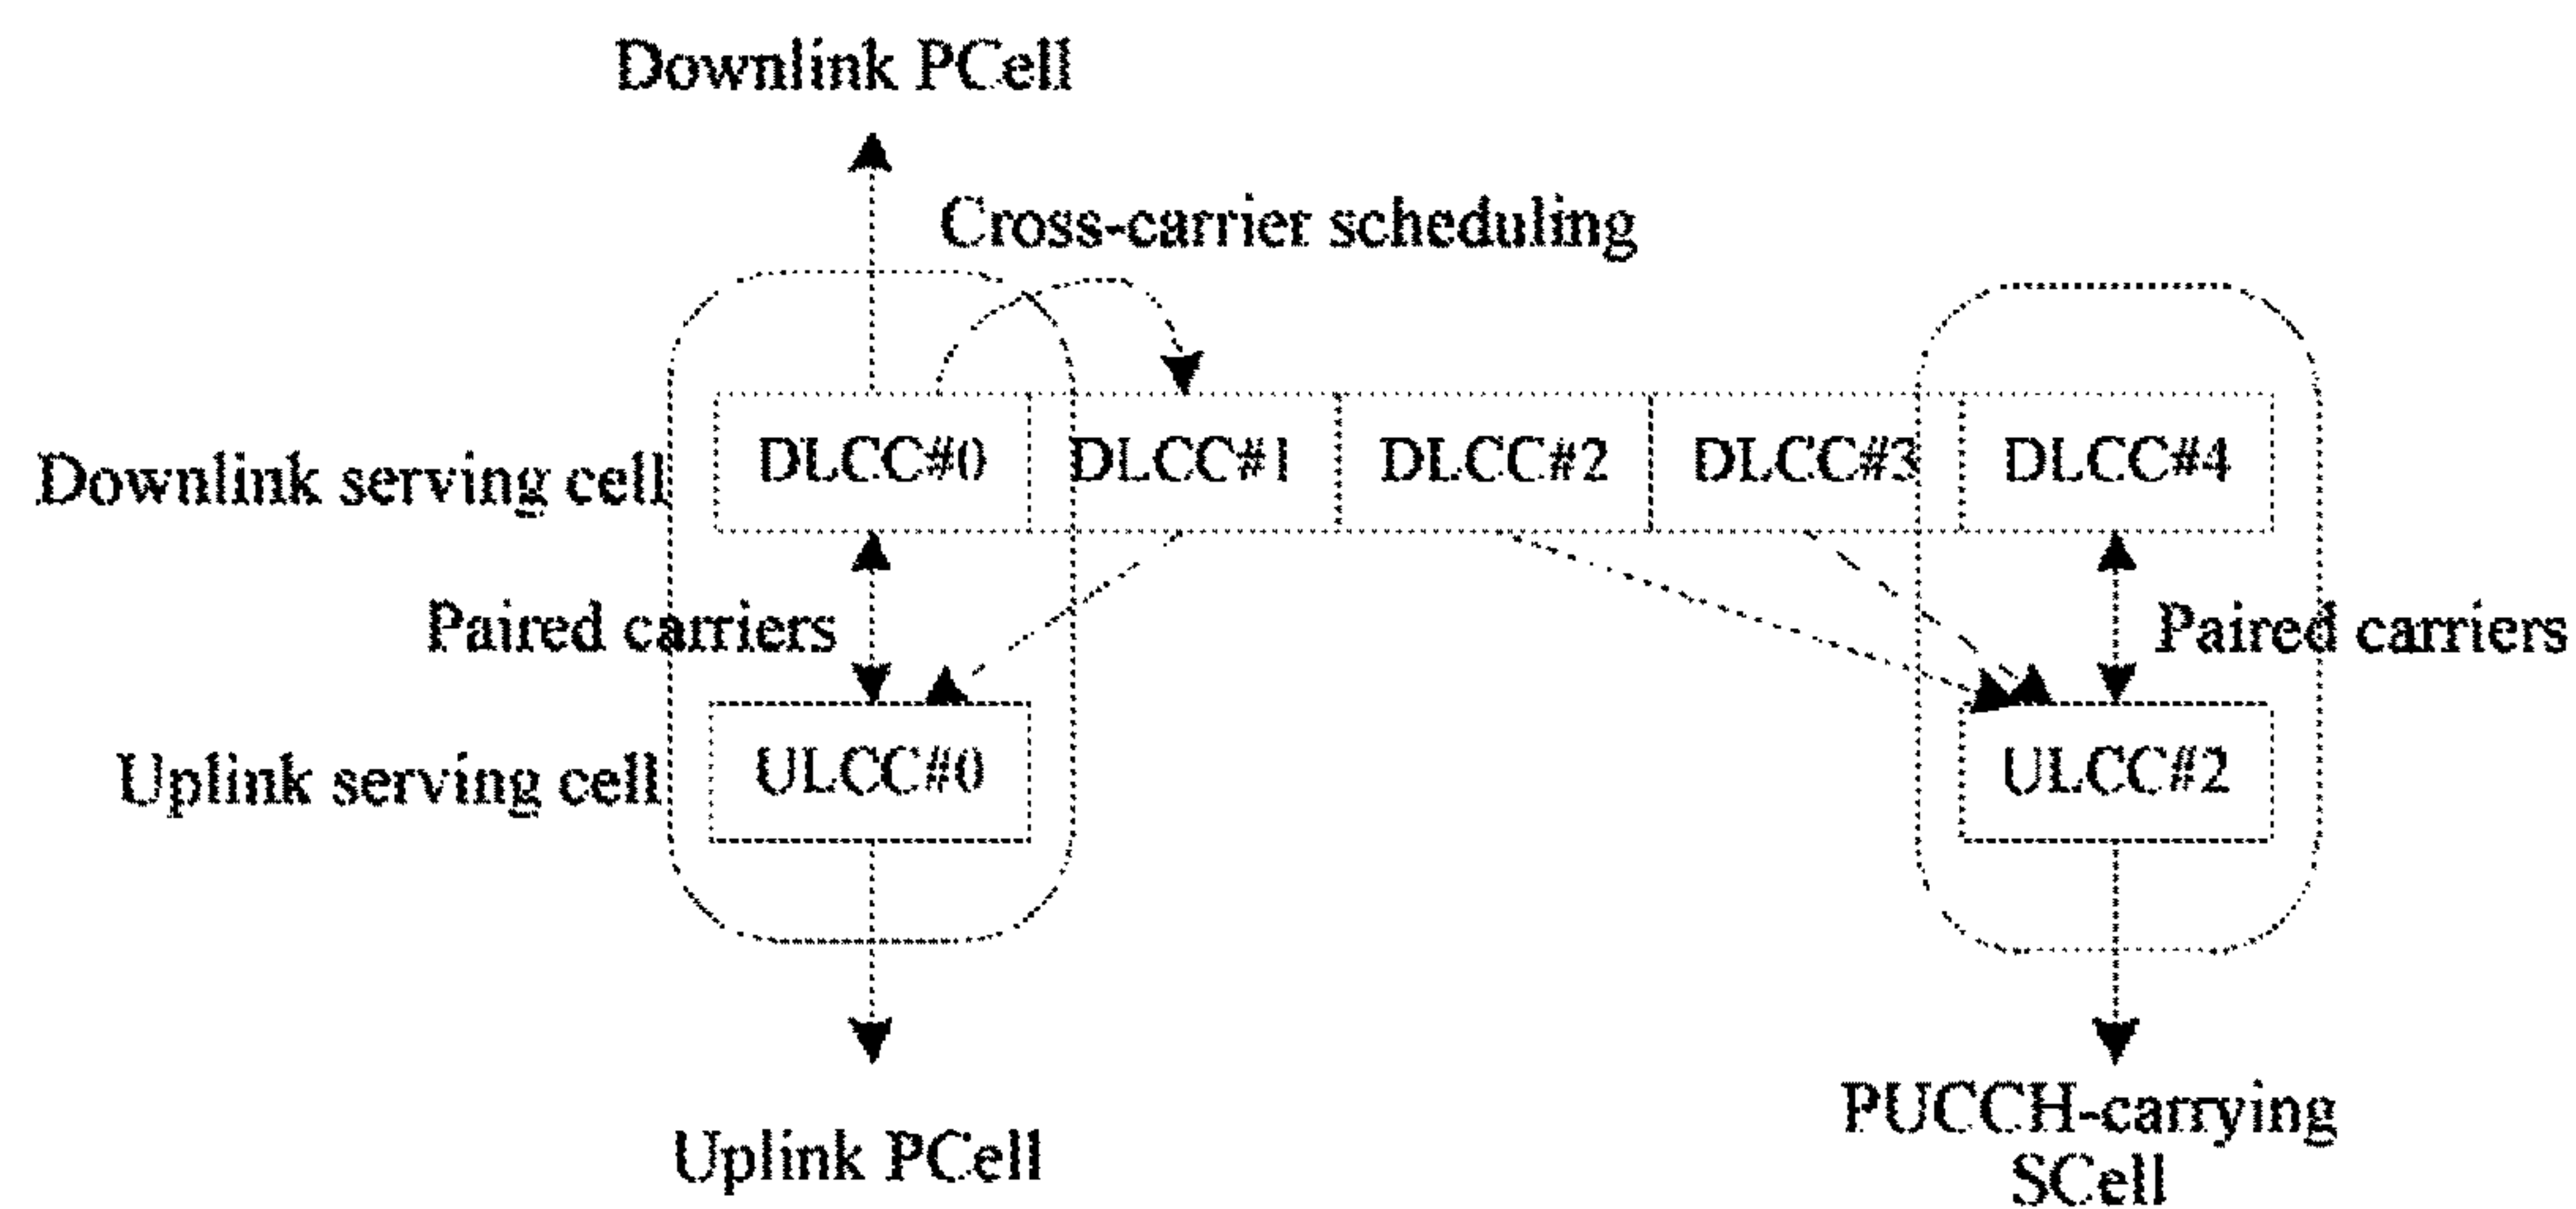 Downlink PCell
Cross-carrier scheduling
Downlink serving cell
DLCC#0
DLCC#1
DLCC#2
DLCC#3
DLCC#4
Paired carriers
Paired carriers
Uplink serving cell
ULCC#0
ULCC#2
Uplink PCell
PUCCH-carrying
SCell